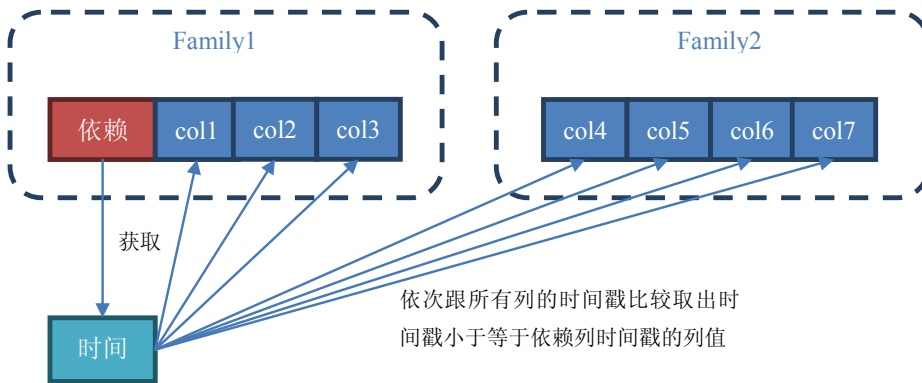 Family1
Family2
依赖
col1
col2
col3
col4
col5
col6
col7
获取
依次跟所有列的时间戳比较取出时
间戳小于等于依赖列时间戳的列值
时间